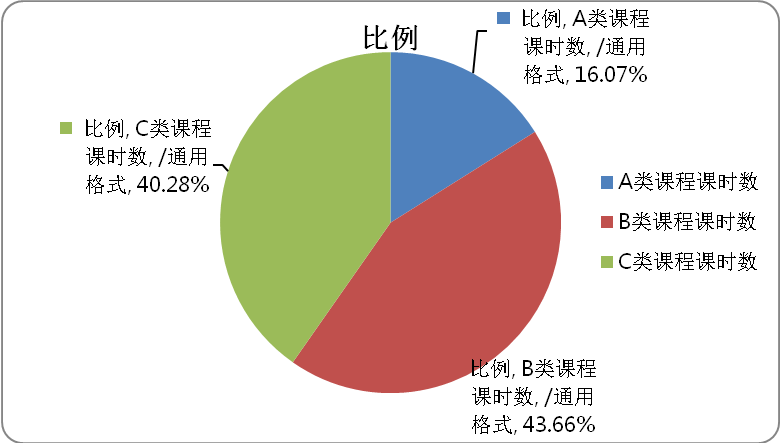 比例
比例, A类课程
课时数, /通用
格式, 16.07%
比例, C类课程
课时数, /通用
格式, 40.28%
A类课程课时数
B类课程课时数
C类课程课时数
比例, B类课程
课时数, /通用
格式, 43.66%